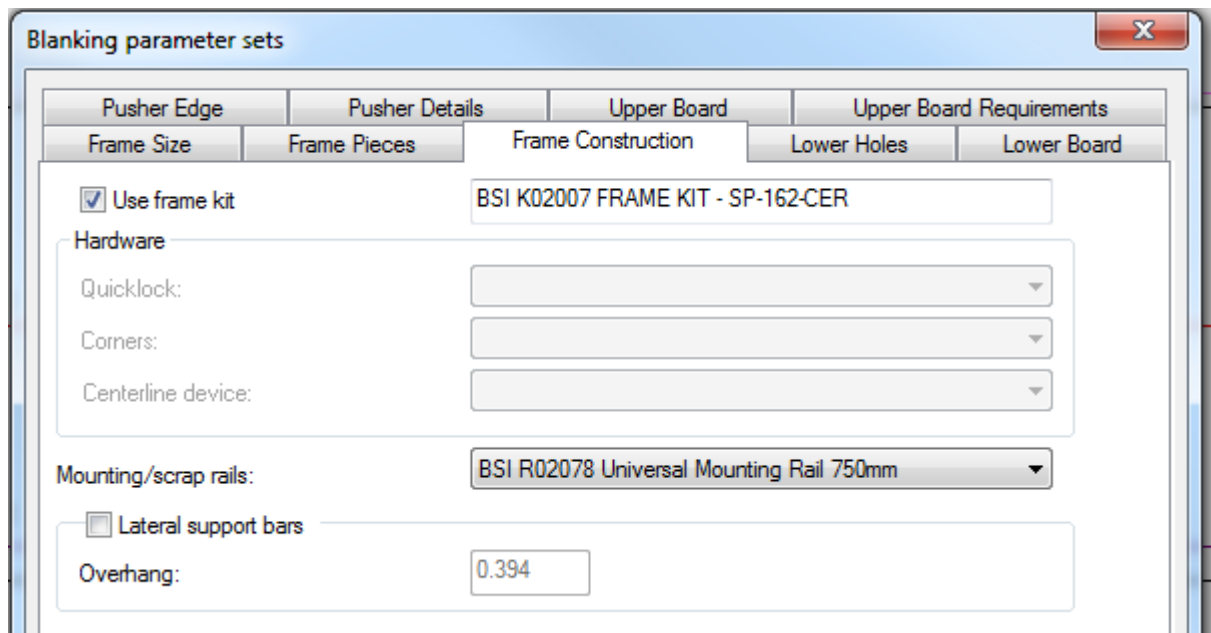 Blanking parameter sets
Pusher Edge Pusher Details Upper Board Upper Board Requirements
Frame Size Frame Pieces Frame Construction Lower Holes Lower Board
Use frame kit BSI K02007 FRAME KIT - SP-162-CER
Hardware
Quicklock:
Corners:
Centerline device:
Mounting/scrap rails: BSI R02078 Universal Mounting Rail 750mm
Lateral support bars
Overhang: 0.394